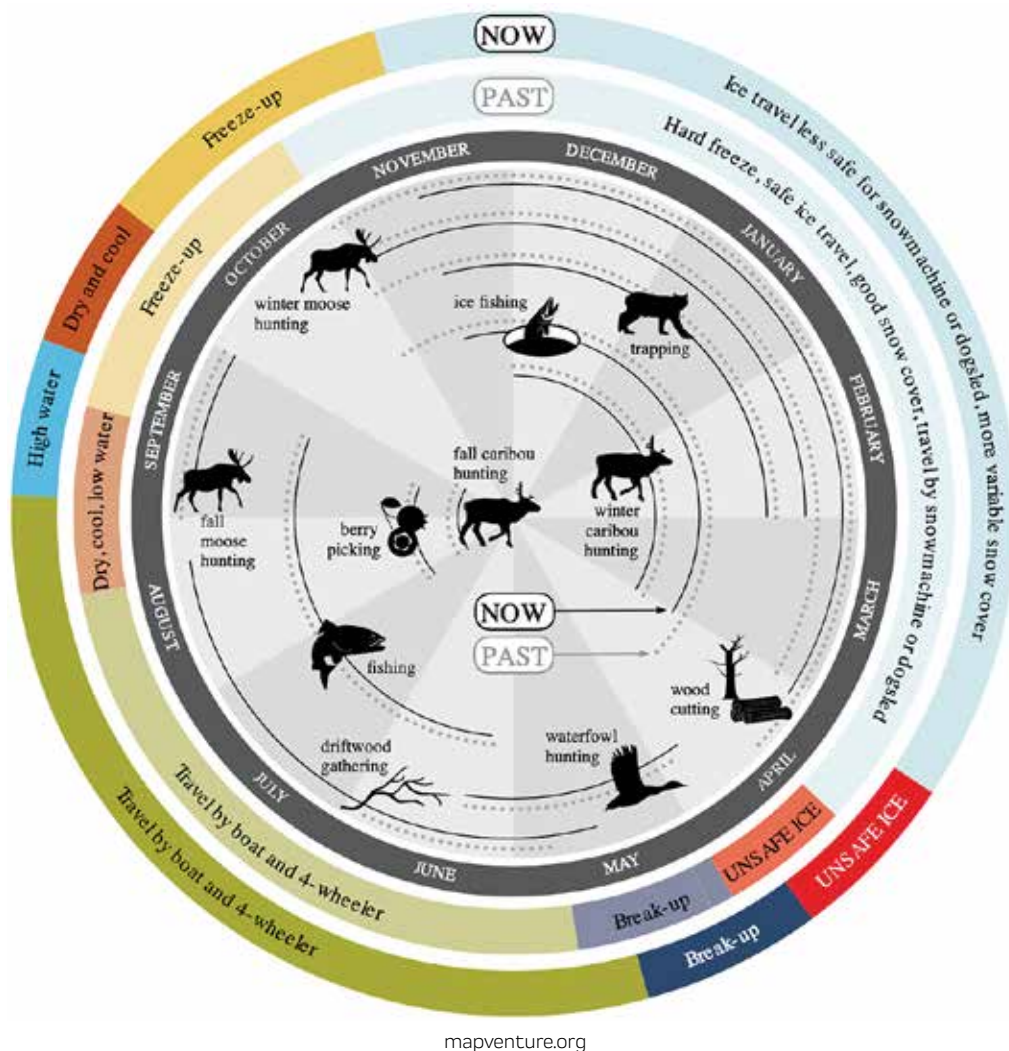 NOW
PAST
Ice travel less safe for snowmachine or dogsled, more variable snow cover
Hard freeze, safe ice travel, good snow cover, travel by snowmachine or dogsled
Freeze-up
Freeze-up
Dry and cool
High water
Dry, cool, low water
Travel by boat and 4-wheeler
Travel by boat and 4-wheeler
Break-up
Break-up
UNSAFE ICE
UNSAFE ICE
NOVEMBER
DECEMBER
JANUARY
FEBRUARY
MARCH
APRIL
MAY
JUNE
JULY
AUGUST
SEPTEMBER
OCTOBER
winter moose
hunting
ice fishing
trapping
fall caribou
hunting
winter
caribou
hunting
berry
picking
fall
moose
hunting
NOW
PAST
fishing
wood
cutting
waterfowl
hunting
driftwood
gathering
mapventure.org